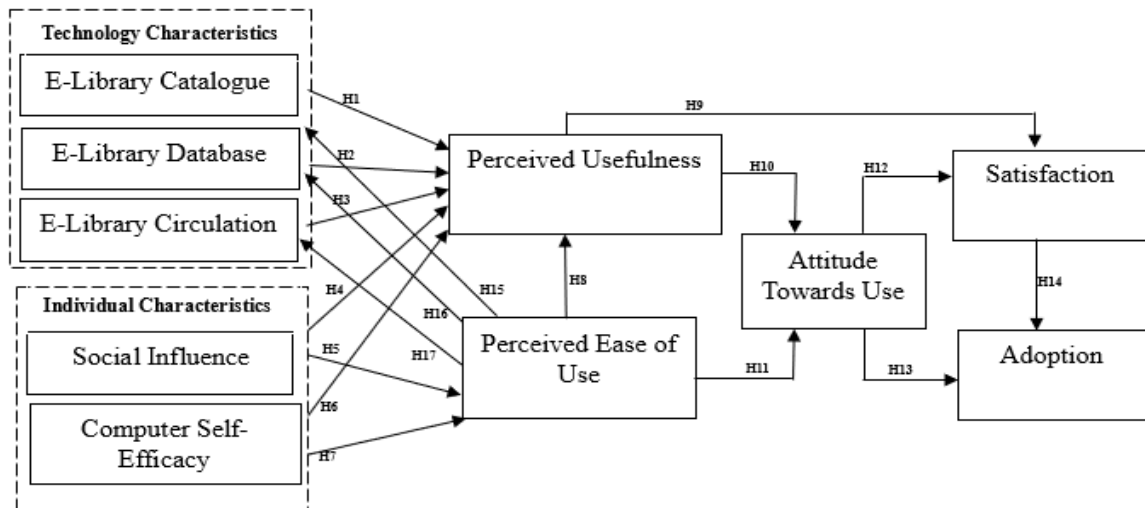 Technology Characteristics
E-Library Catalogue
E-Library Database
E-Library Circulation
Individual Characteristics
Social Influence
Computer Self-
Efficacy
H1
H2
H3
H4
H5
H6
H7
H15
H16
H17
Perceived Usefulness
H8
Perceived Ease of
Use
H9
H10
H11
Attitude
Towards Use
H12
H13
Satisfaction
H14
Adoption